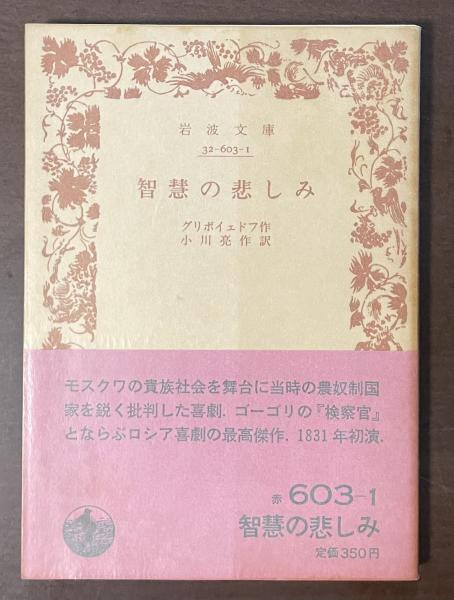 岩波文庫
32-603-1
智慧の悲しみ
グリボイェドフ作
小川亮作訳
モスクワの貴族社会を舞台に当時の農奴制国
家を鋭く批判した喜劇．ゴーゴリの『検察官』
とならぶロシア喜劇の最高傑作．1831年初演．
赤 603-1
智慧の悲しみ
定価350円